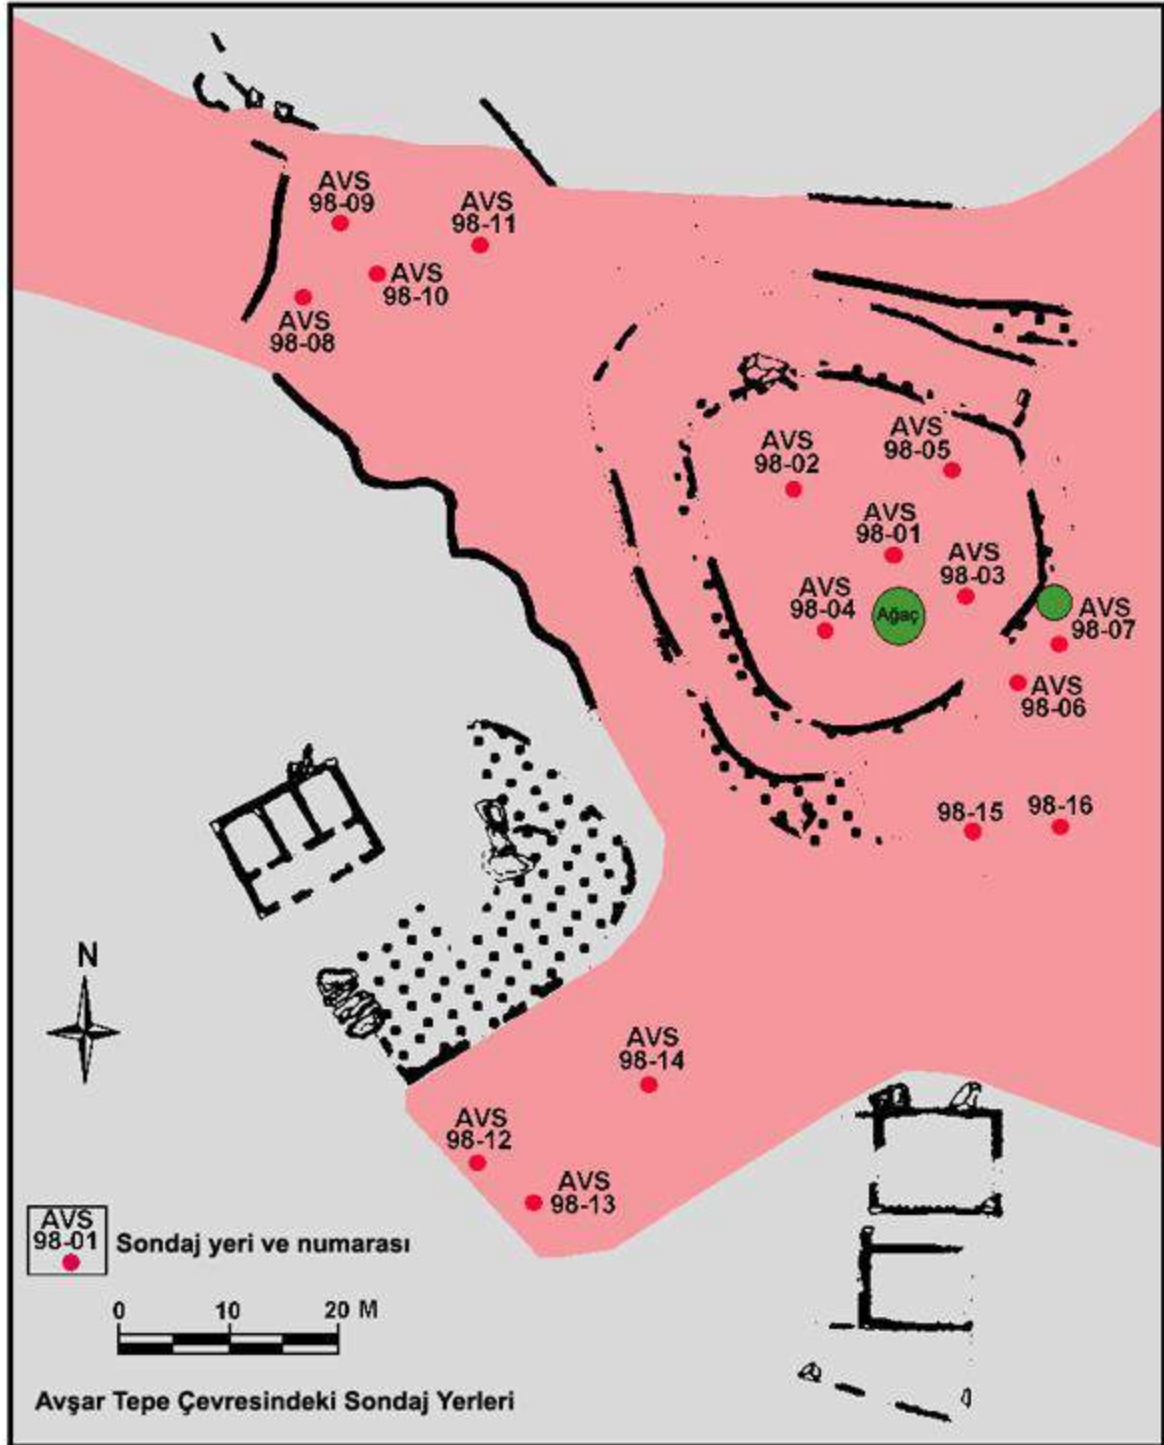 AVS
98-09
AVS
98-11
AVS
98-10
AVS
98-08
AVS
98-05
AVS
98-02
AVS
98-01
AVS
98-03
AVS
98-04
Ağaç
AVS
98-07
AVS
98-06
98-15
98-16
N
AVS
98-14
AVS
98-12
AVS
98-13
AVS
98-01
Sondaj yeri ve numarası
0 10 20 M
Avşar Tepe Çevresindeki Sondaj Yerleri